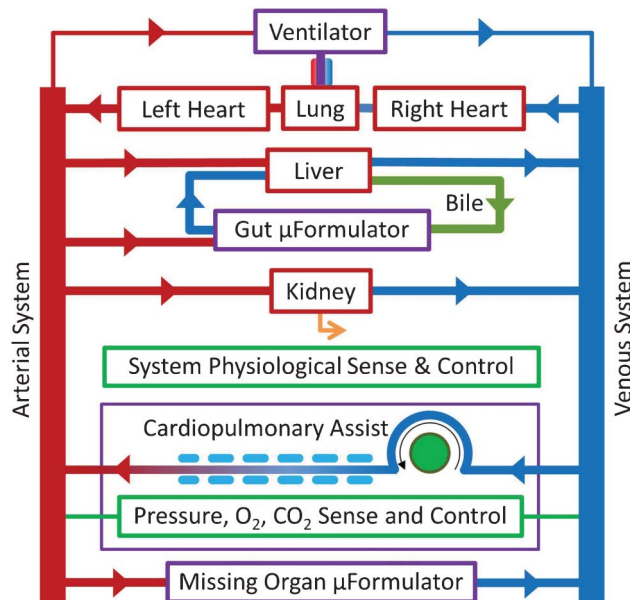 Ventilator
Left Heart
Lung
Right Heart
Liver
Bile
Gut µFormulator
Kidney
Arterial System
Venous System
System Physiological Sense & Control
Cardiopulmonary Assist
Pressure, O₂, CO₂ Sense and Control
Missing Organ µFormulator